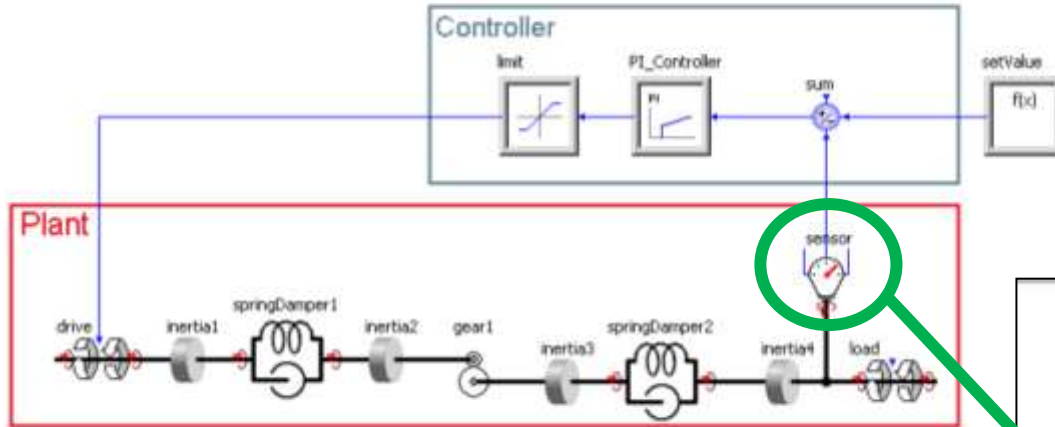 Controller
limit
PI_Controller
setValue
sum
f(x)
PI
Plant
sensor
springDamper1
springDamper2
drive
inertia1
inertia2
gear1
inertia3
inertia4
load